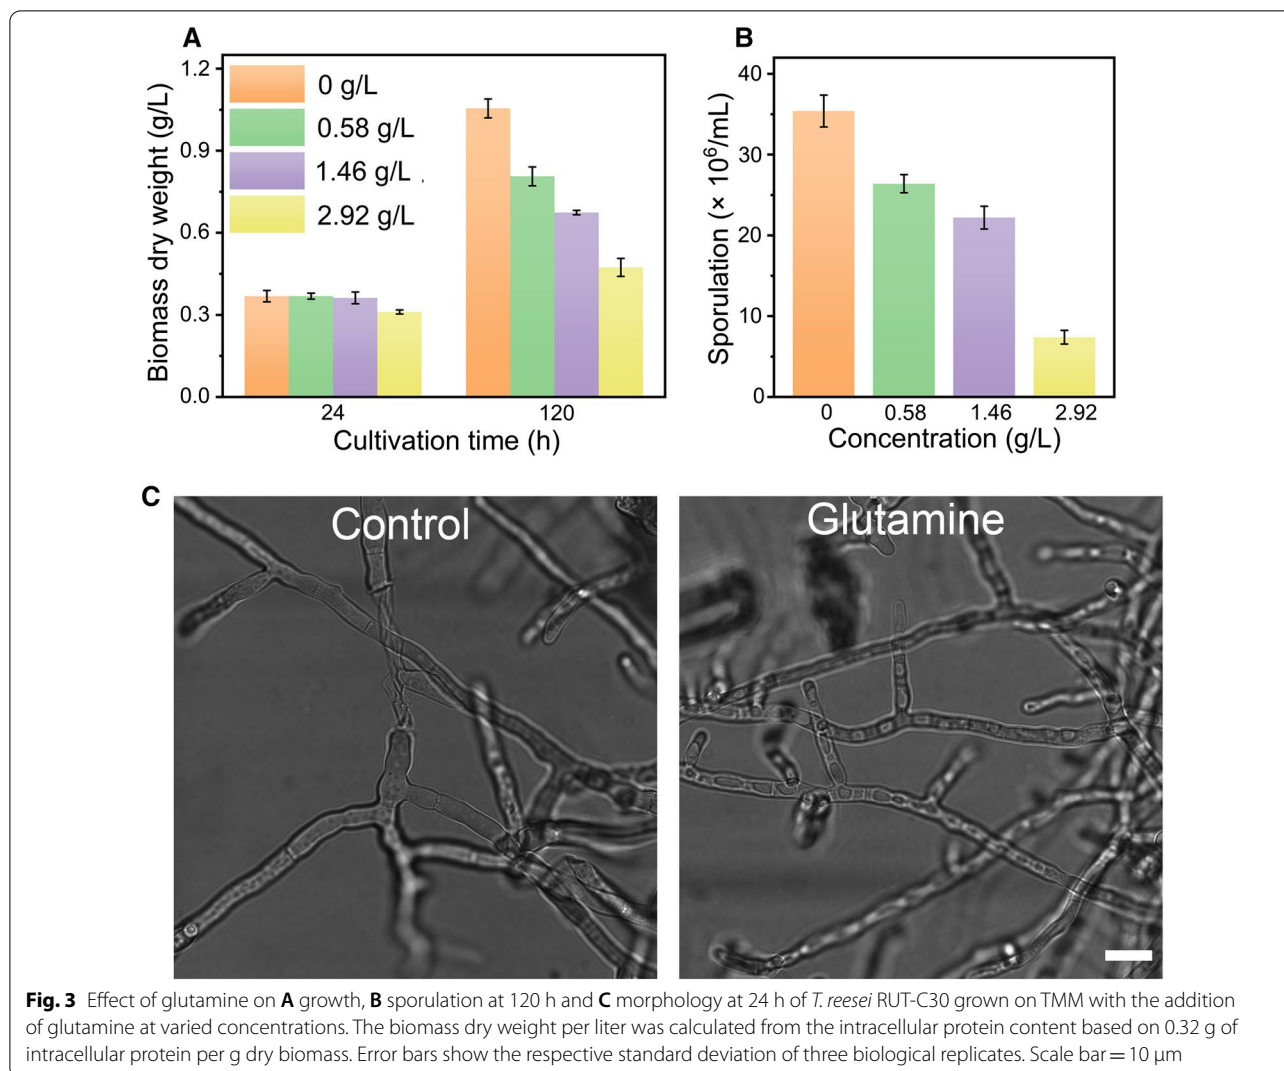 A
Biomass dry weight (g/L)
1.2
0.9
0.6
0.3
0.0
0 g/L
0.58 g/L
1.46 g/L
2.92 g/L
24
120
Cultivation time (h)
B
Sporulation (× 10⁶/mL)
40
30
20
10
0
0
0.58
1.46
2.92
Concentration (g/L)
C
Control
Glutamine
Fig. 3 Effect of glutamine on A growth, B sporulation at 120 h and C morphology at 24 h of T. reesei RUT-C30 grown on TMM with the addition
of glutamine at varied concentrations. The biomass dry weight per liter was calculated from the intracellular protein content based on 0.32 g of
intracellular protein per g dry biomass. Error bars show the respective standard deviation of three biological replicates. Scale bar = 10 μm